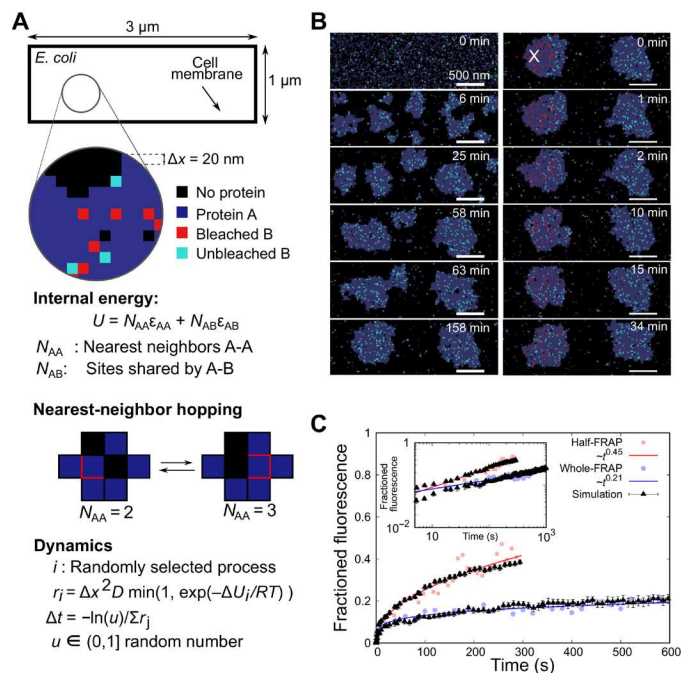 A
3 µm
E. coli
Cell
membrane
1 µm
Δx = 20 nm
No protein
Protein A
Bleached B
Unbleached B
Internal energy:
U = NAAεAA + NABεAB
NAA : Nearest neighbors A-A
NAB: Sites shared by A-B
Nearest-neighbor hopping
NAA = 2
NAA = 3
Dynamics
i : Randomly selected process
ri = Δx²D min(1, exp(−ΔUi/RT) )
Δt = −ln(u)/Σrj
u ∈ (0,1] random number
B
0 min
500 nm
6 min
25 min
58 min
63 min
158 min
X
0 min
1 min
2 min
10 min
15 min
34 min
C
Fractioned fluorescence
1
0.8
0.6
0.4
0.2
0
0
100
200
300
400
500
600
Time (s)
Fractioned
fluorescence
1
10⁻²
10
10³
Time (s)
Half-FRAP
~t^0.45
Whole-FRAP
~t^0.21
Simulation